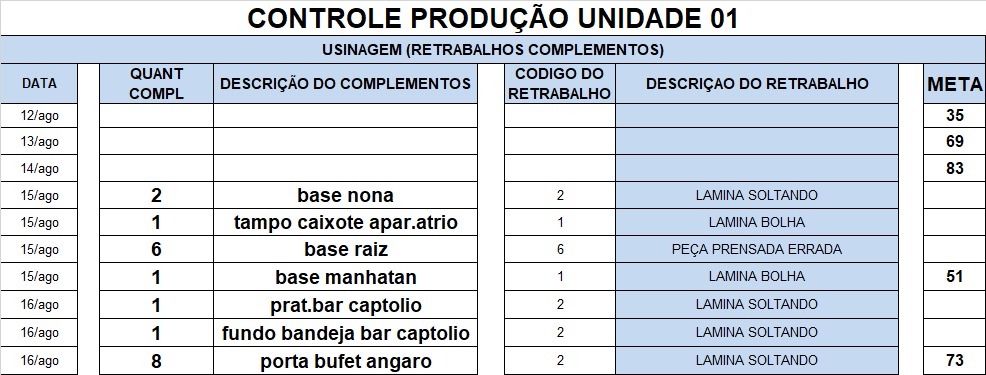 CONTROLE PRODUÇÃO UNIDADE 01
USINAGEM (RETRABALHOS COMPLEMENTOS)
DATA QUANT COMPL DESCRIÇÃO DO COMPLEMENTOS CODIGO DO RETRABALHO DESCRIÇAO DO RETRABALHO META
12/ago 35
13/ago 69
14/ago 83
15/ago 2 base nona 2 LAMINA SOLTANDO
15/ago 1 tampo caixote apar.atrio 1 LAMINA BOLHA
15/ago 6 base raiz 6 PEÇA PRENSADA ERRADA
15/ago 1 base manhatan 1 LAMINA BOLHA 51
16/ago 1 prat.bar captolio 2 LAMINA SOLTANDO
16/ago 1 fundo bandeja bar captolio 2 LAMINA SOLTANDO
16/ago 8 porta bufet angaro 2 LAMINA SOLTANDO 73